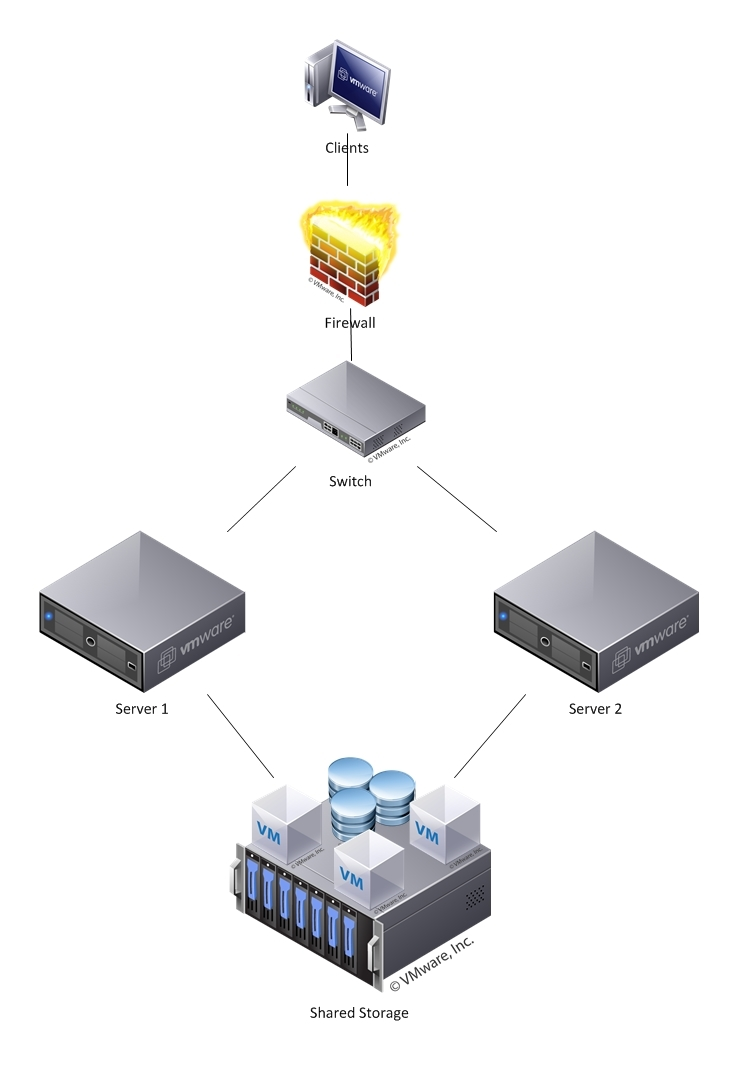 vmware
Clients
© VMware, Inc.
Firewall
© VMware, Inc.
Switch
vmware
vmware
Server 1
Server 2
VM
VM
© VMware, Inc.
© VMware, Inc.
VM
© VMware, Inc.
© VMware, Inc.
Shared Storage